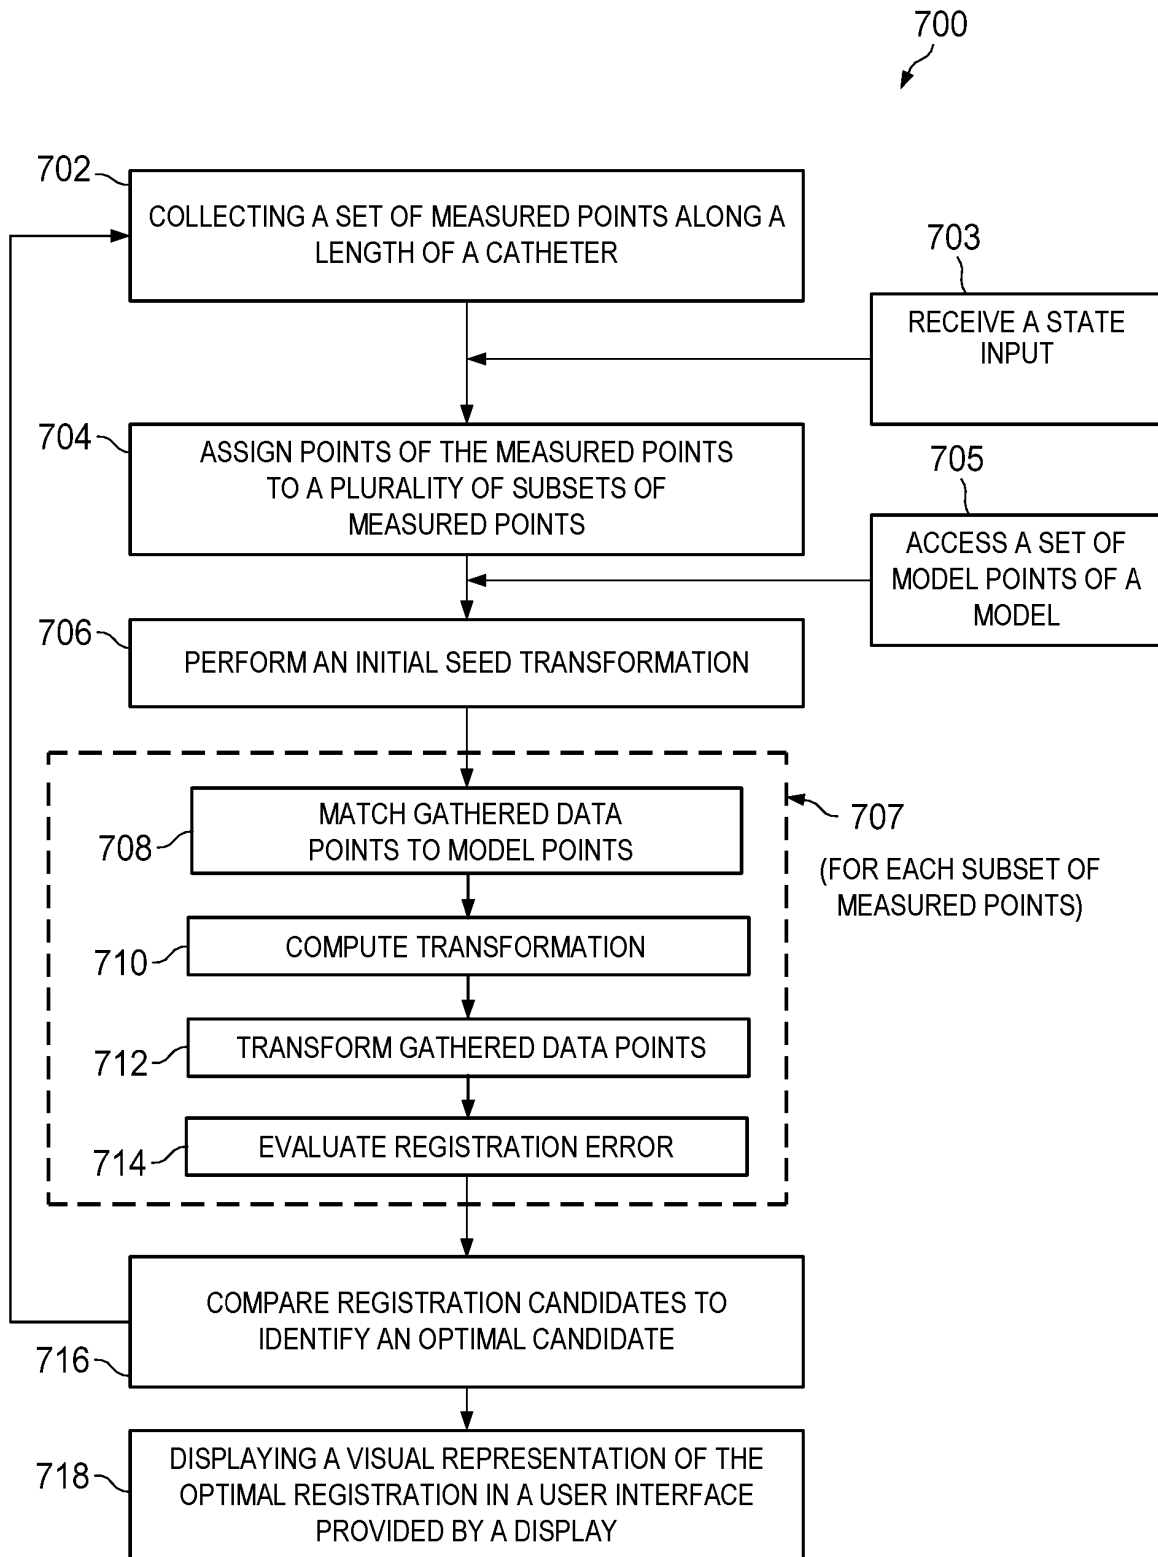 700
702
COLLECTING A SET OF MEASURED POINTS ALONG A
LENGTH OF A CATHETER
703
RECEIVE A STATE
INPUT
704
ASSIGN POINTS OF THE MEASURED POINTS
TO A PLURALITY OF SUBSETS OF
MEASURED POINTS
705
ACCESS A SET OF
MODEL POINTS OF A
MODEL
706
PERFORM AN INITIAL SEED TRANSFORMATION
707
(FOR EACH SUBSET OF
MEASURED POINTS)
708
MATCH GATHERED DATA
POINTS TO MODEL POINTS
710
COMPUTE TRANSFORMATION
712
TRANSFORM GATHERED DATA POINTS
714
EVALUATE REGISTRATION ERROR
716
COMPARE REGISTRATION CANDIDATES TO
IDENTIFY AN OPTIMAL CANDIDATE
718
DISPLAYING A VISUAL REPRESENTATION OF THE
OPTIMAL REGISTRATION IN A USER INTERFACE
PROVIDED BY A DISPLAY